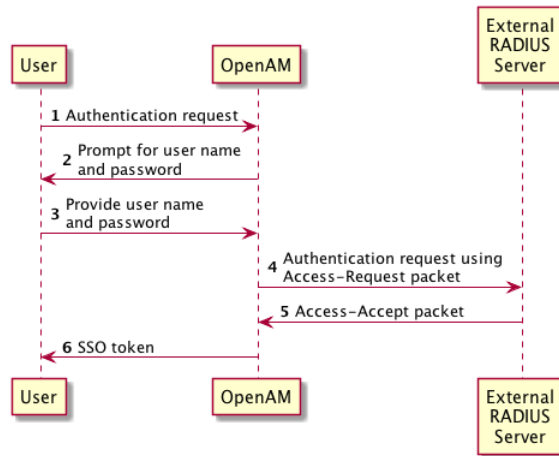 User
OpenAM
External
RADIUS
Server
1 Authentication request
2 Prompt for user name
and password
3 Provide user name
and password
4 Authentication request using
Access-Request packet
5 Access-Accept packet
6 SSO token
User
OpenAM
External
RADIUS
Server